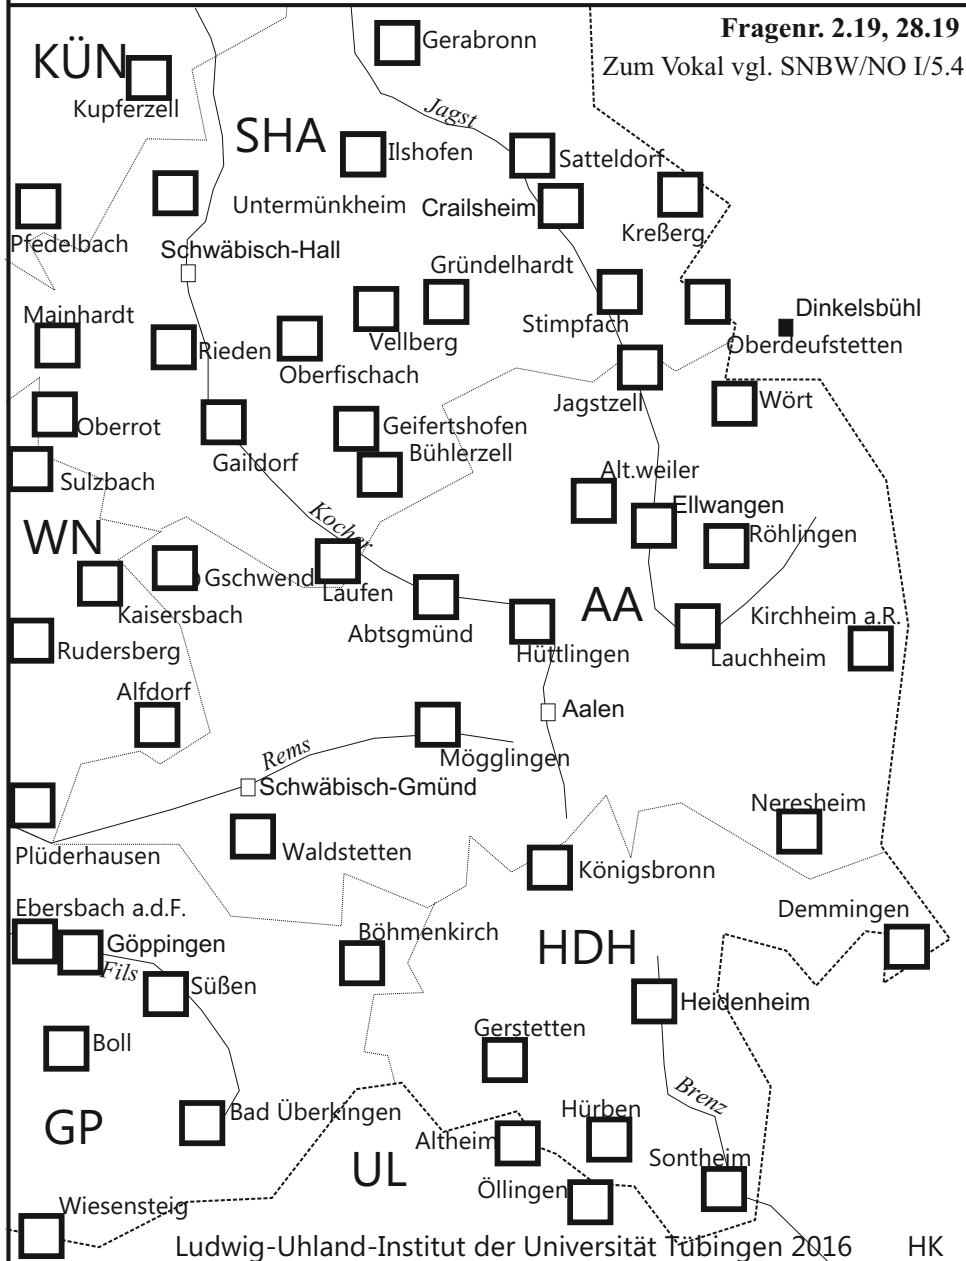 Fragenr. 2.19, 28.19
Zum Vokal vgl. SNBW/NO I/5.4
Gerabronn
KÜN
Kupferzell
Jagst
SHA
Ilshofen
Satteldorf
Untermünkheim
Crailsheim
Kreßerg
Pfedelbach
Schwäbisch-Hall
Gründelhardt
Mainhardt
Stimpfach
Dinkelsbühl
Vellberg
Rieden
Oberfischach
Oberdeufstetten
Jagstzell
Wört
Oberrot
Geifertshofen
Gaildorf
Bühlerzell
Sulzbach
Alt.weiler
Ellwangen
Kocher
WN
Röhlingen
Gschwend
Laufen
Kaisersbach
AA
Kirchheim a.R.
Abtsgmünd
Rudersberg
Hüttlingen
Lauchheim
Alfdorf
Aalen
Rems
Mögglingen
Schwäbisch-Gmünd
Neresheim
Plüderhausen
Waldstetten
Königsbronn
Ebersbach a.d.F.
Demmingen
Göppingen
Böhmenkirch
HDH
Fils
Süßen
Heidenheim
Gerstetten
Boll
Brenz
Bad Überkingen
Hürben
GP
Altheim
UL
Sontheim
Öllingen
Wiesensteig
Ludwig-Uhland-Institut der Universität Tübingen 2016 HK